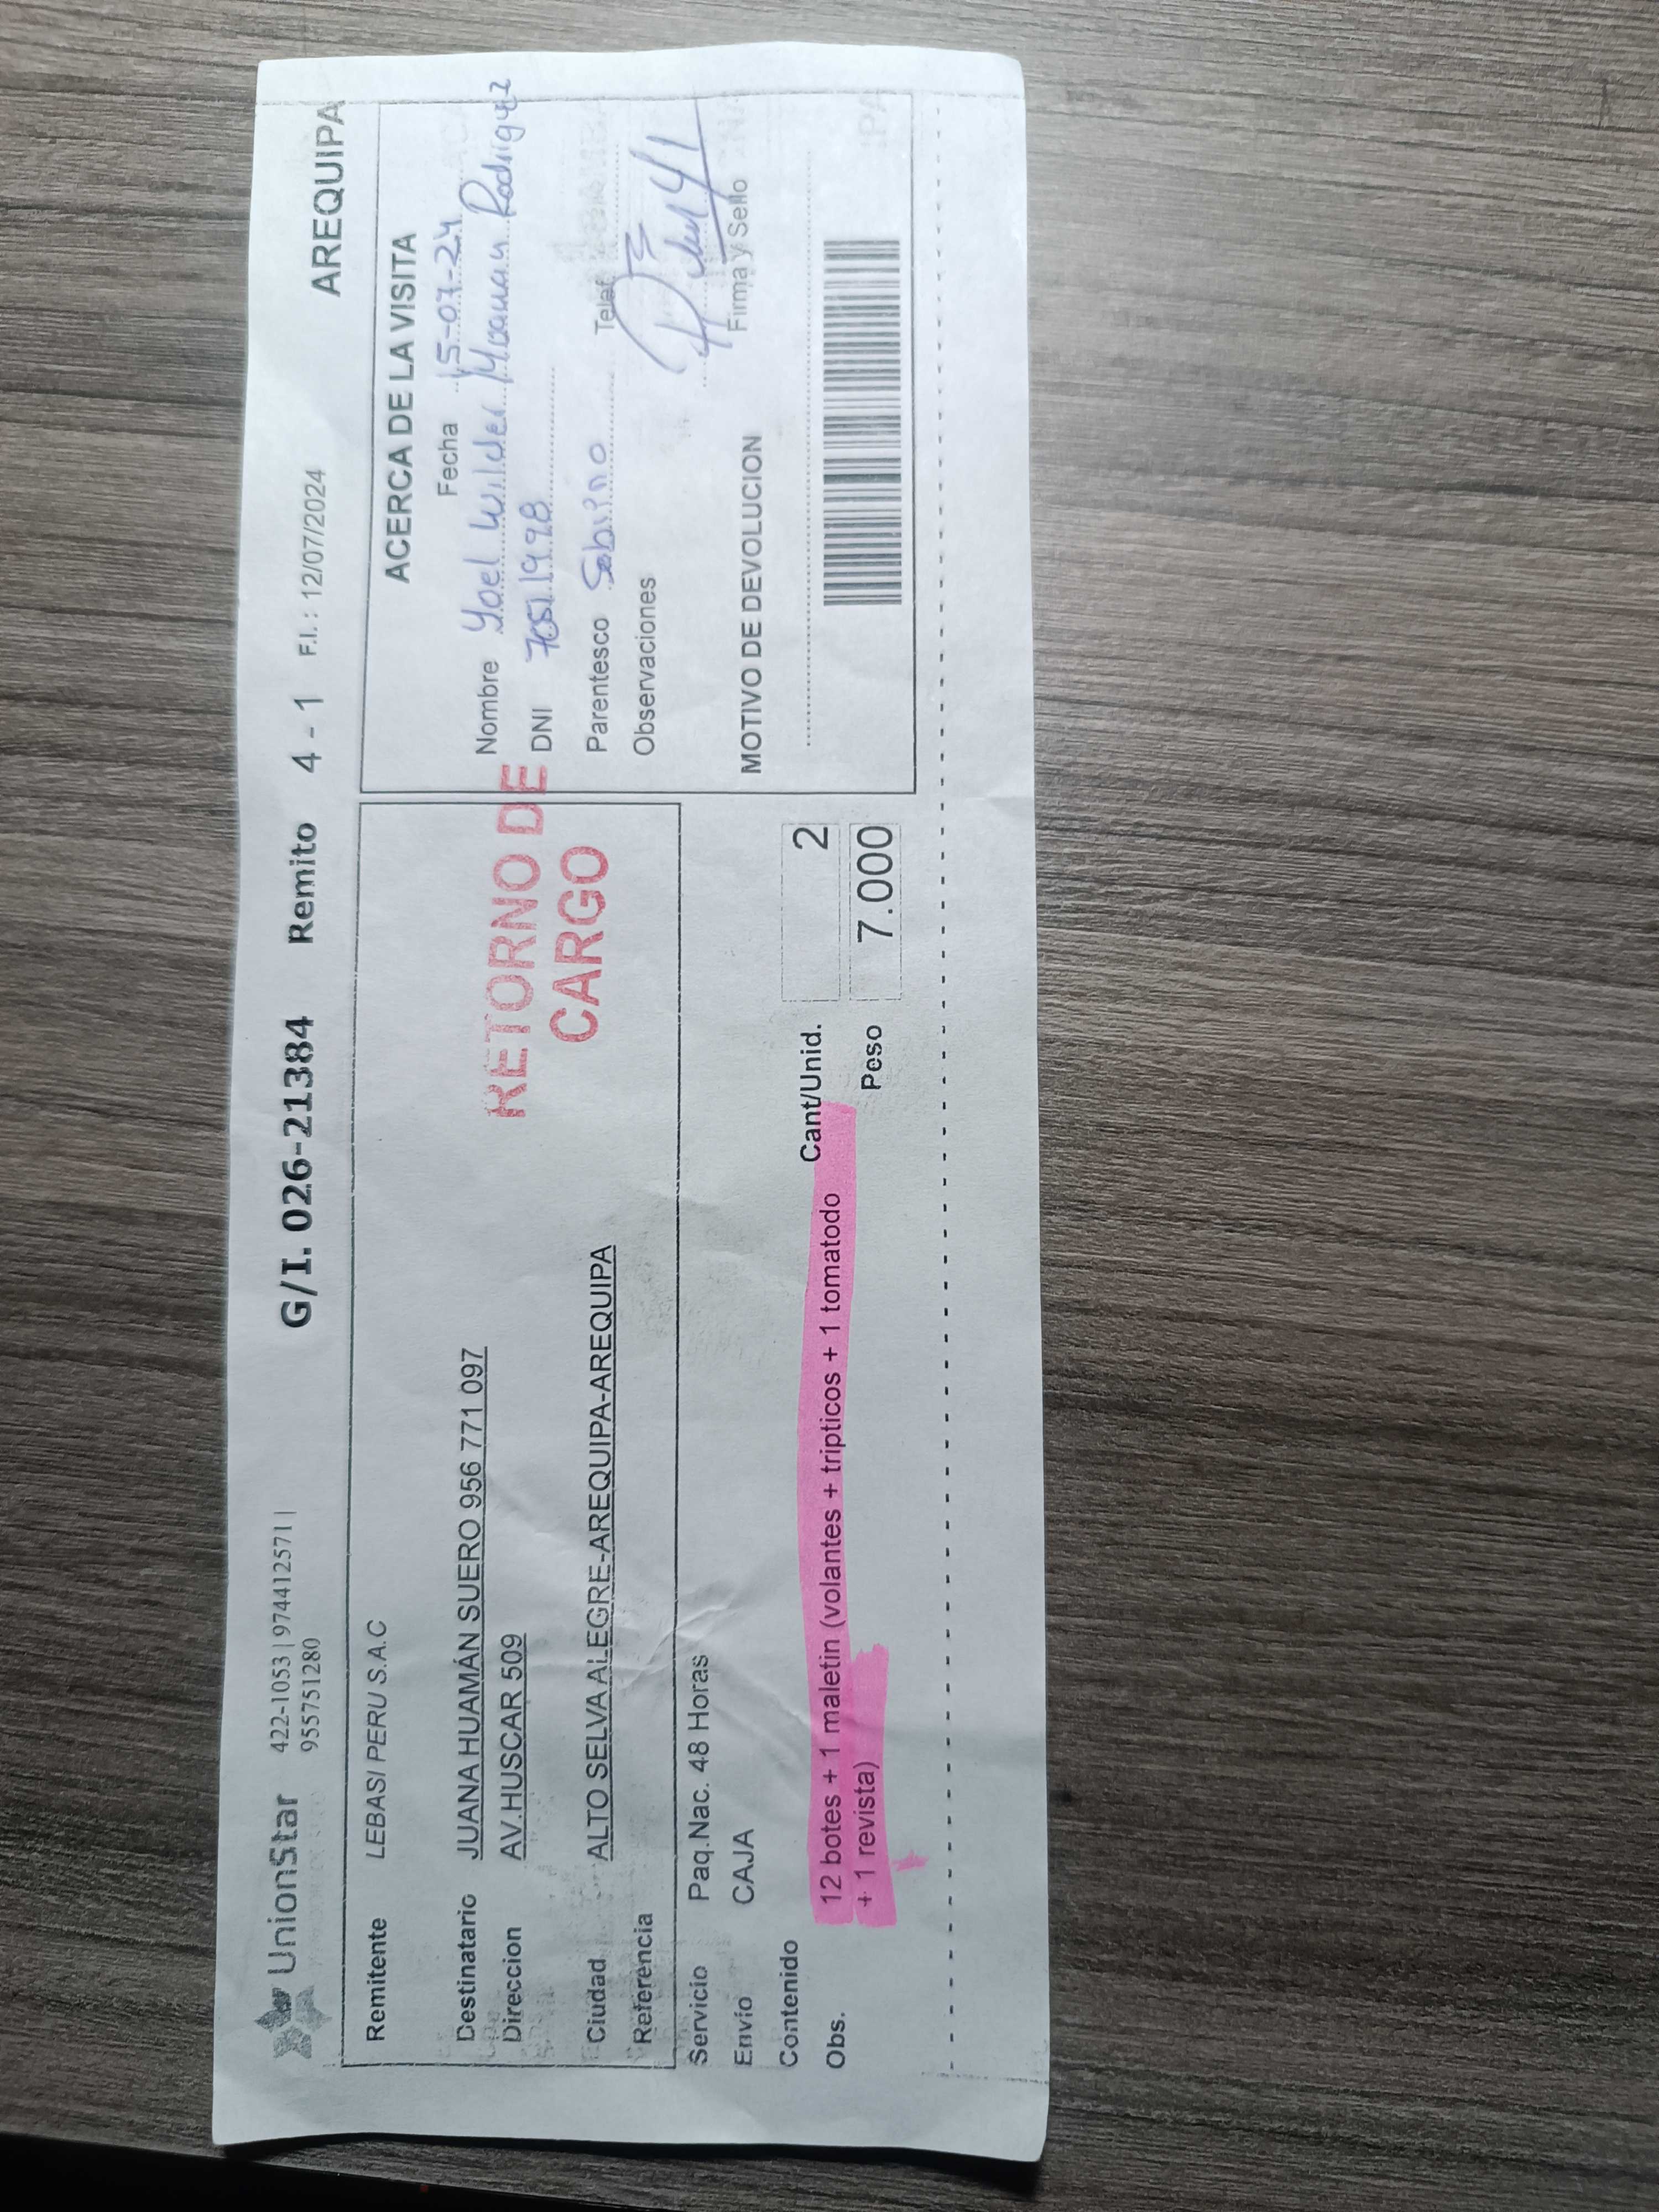 UnionStar 422-1053 | 974412571 |
955751280
G/I. 026-21384 Remito 4 - 1 F.I. : 12/07/2024 AREQUIPA
Remitente LEBASI PERU S.A.C
Destinatario JUANA HUAMÁN SUERO 956 771 097
Direccion AV.HUSCAR 509
Ciudad ALTO SELVA ALEGRE-AREQUIPA-AREQUIPA
Referencia
RETORNO DE
CARGO
Servicio Paq.Nac. 48 Horas
Envío CAJA
Contenido
Obs. 12 botes + 1 maletin (volantes + tripticos + 1 tomatodo
+ 1 revista)
Cant/Unid. 2
Peso 7.000
ACERCA DE LA VISITA
Fecha 15-07-24
Nombre Yoel Wilder Rodriguez
DNI
Parentesco Sobrino Telef
Observaciones
Firma y Sello
MOTIVO DE DEVOLUCION